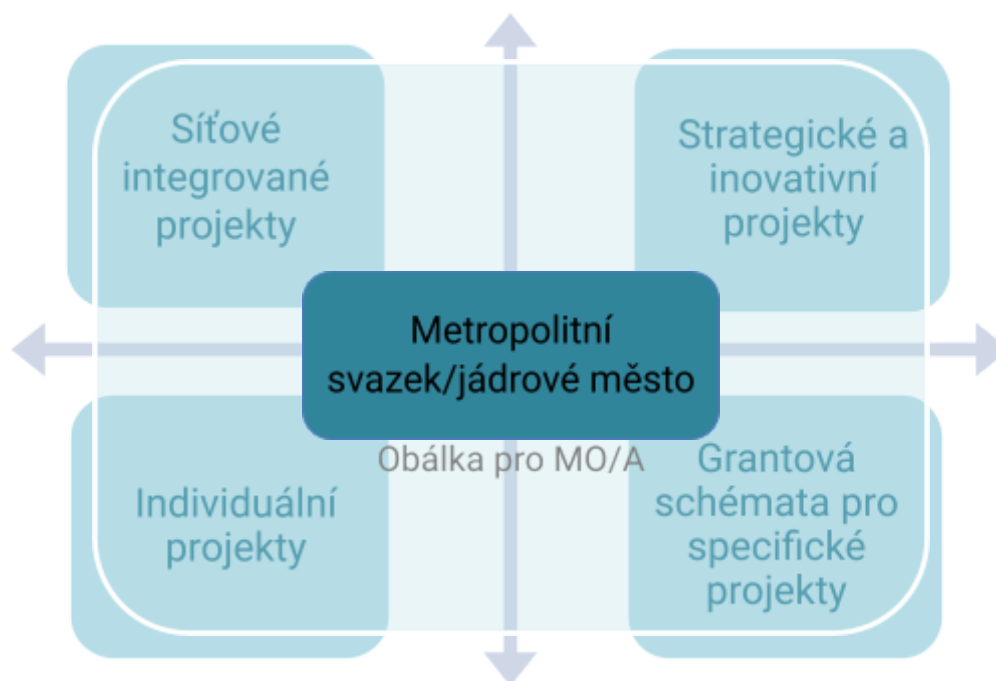 Síťové
integrované
projekty
Strategické a
inovativní
projekty
Metropolitní
svazek/jádrové město
Obálka pro MO/A
Individuální
projekty
Grantová
schémata pro
specifické
projekty